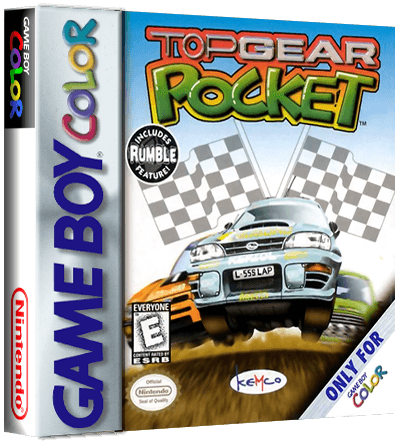 GAME BOY
COLOR
Nintendo
GAME BOY COLOR
TOP GEAR
POCKET
TM
INCLUDES
RUMBLE
FEATURE!
L-555 LAP
EVERYONE
E
CONTENT RATED BY
ESRB
Official
Nintendo
Seal of Quality
KEMCO
ONLY FOR
GAME BOY
COLOR